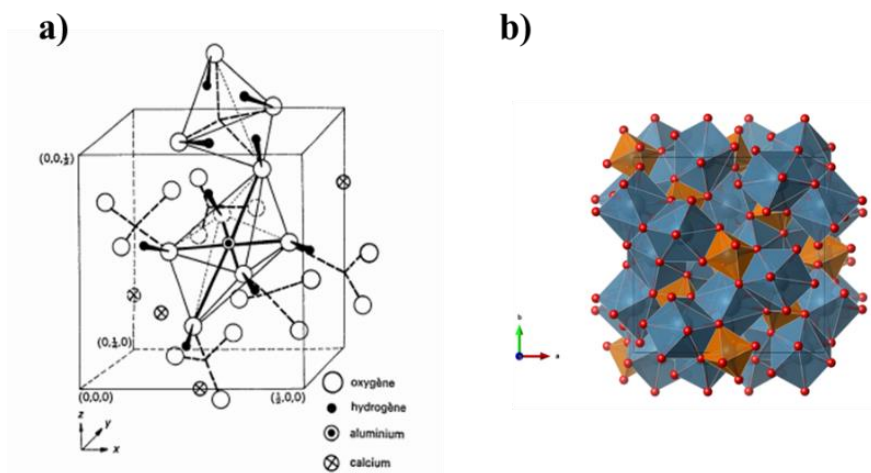 a)
b)
(0,0,½)
(0,½,0)
(0,0,0)
(½,0,0)
z
y
x
oxygène
hydrogène
aluminium
calcium
b
a